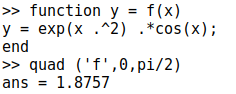 >> function y = f(x)
y = exp(x .^2) .*cos(x);
end
>> quad ('f',0,pi/2)
ans = 1.8757